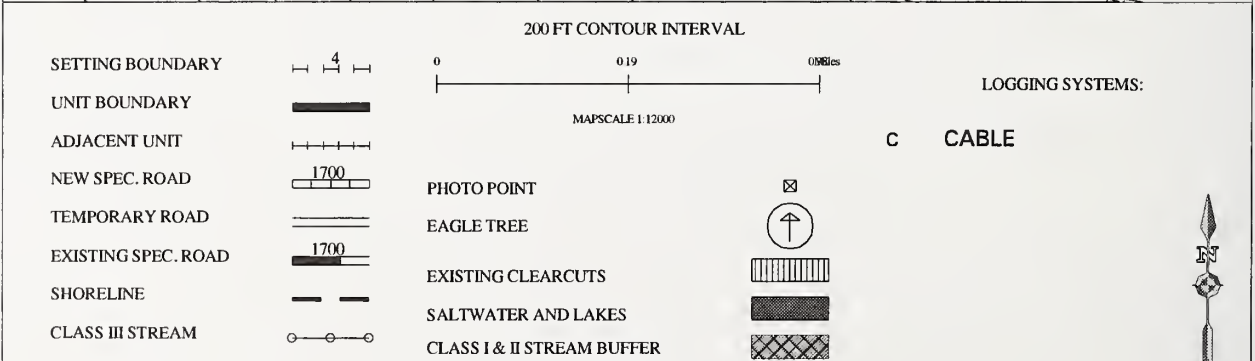 200 FT CONTOUR INTERVAL
SETTING BOUNDARY 4
UNIT BOUNDARY
ADJACENT UNIT
NEW SPEC. ROAD 1700
TEMPORARY ROAD
EXISTING SPEC. ROAD 1700
SHORELINE
CLASS III STREAM
0 0.19
MAPSCALE 1:12000
PHOTO POINT
EAGLE TREE
EXISTING CLEARCUTS
SALTWATER AND LAKES
CLASS I & II STREAM BUFFER
LOGGING SYSTEMS:
C CABLE
N